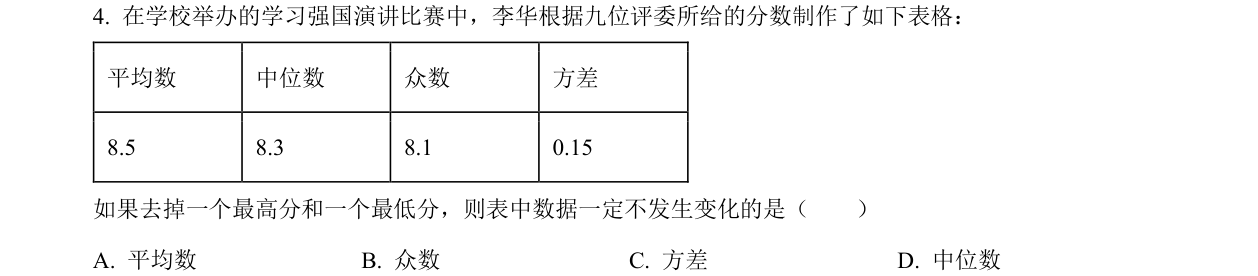 4. 在学校举办的学习强国演讲比赛中，李华根据九位评委所给的分数制作了如下表格：
平均数 中位数 众数 方差
8.5 8.3 8.1 0.15
如果去掉一个最高分和一个最低分，则表中数据一定不发生变化的是（　　）
A. 平均数 B. 众数 C. 方差 D. 中位数